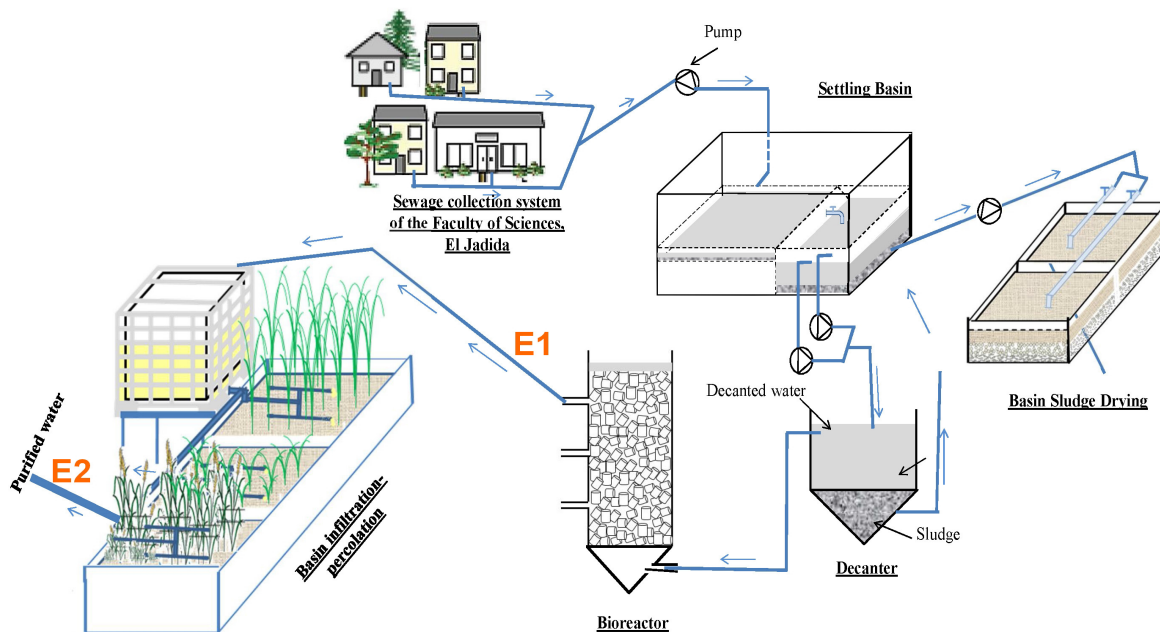 Pump
Settling Basin
Sewage collection system
of the Faculty of Sciences,
El Jadida
E1
Decanted water
Basin Sludge Drying
Purified water
E2
Basin infiltration-
percolation
Sludge
Decanter
Bioreactor